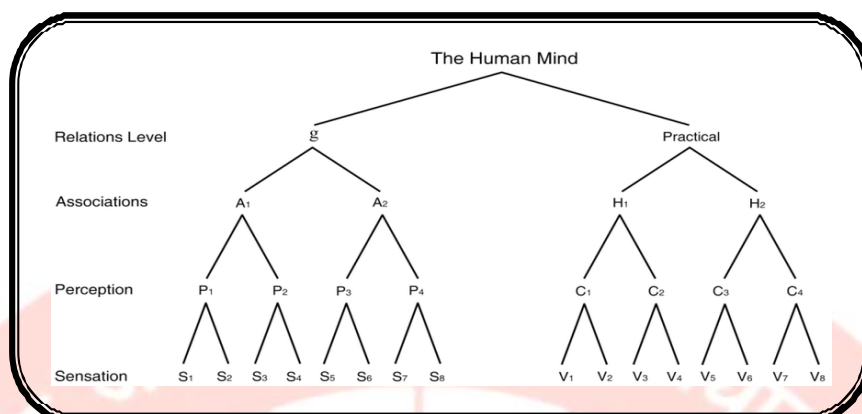 The Human Mind
Relations Level g Practical
Associations A1 A2 H1 H2
Perception P1 P2 P3 P4 C1 C2 C3 C4
Sensation S1 S2 S3 S4 S5 S6 S7 S8 V1 V2 V3 V4 V5 V6 V7 V8